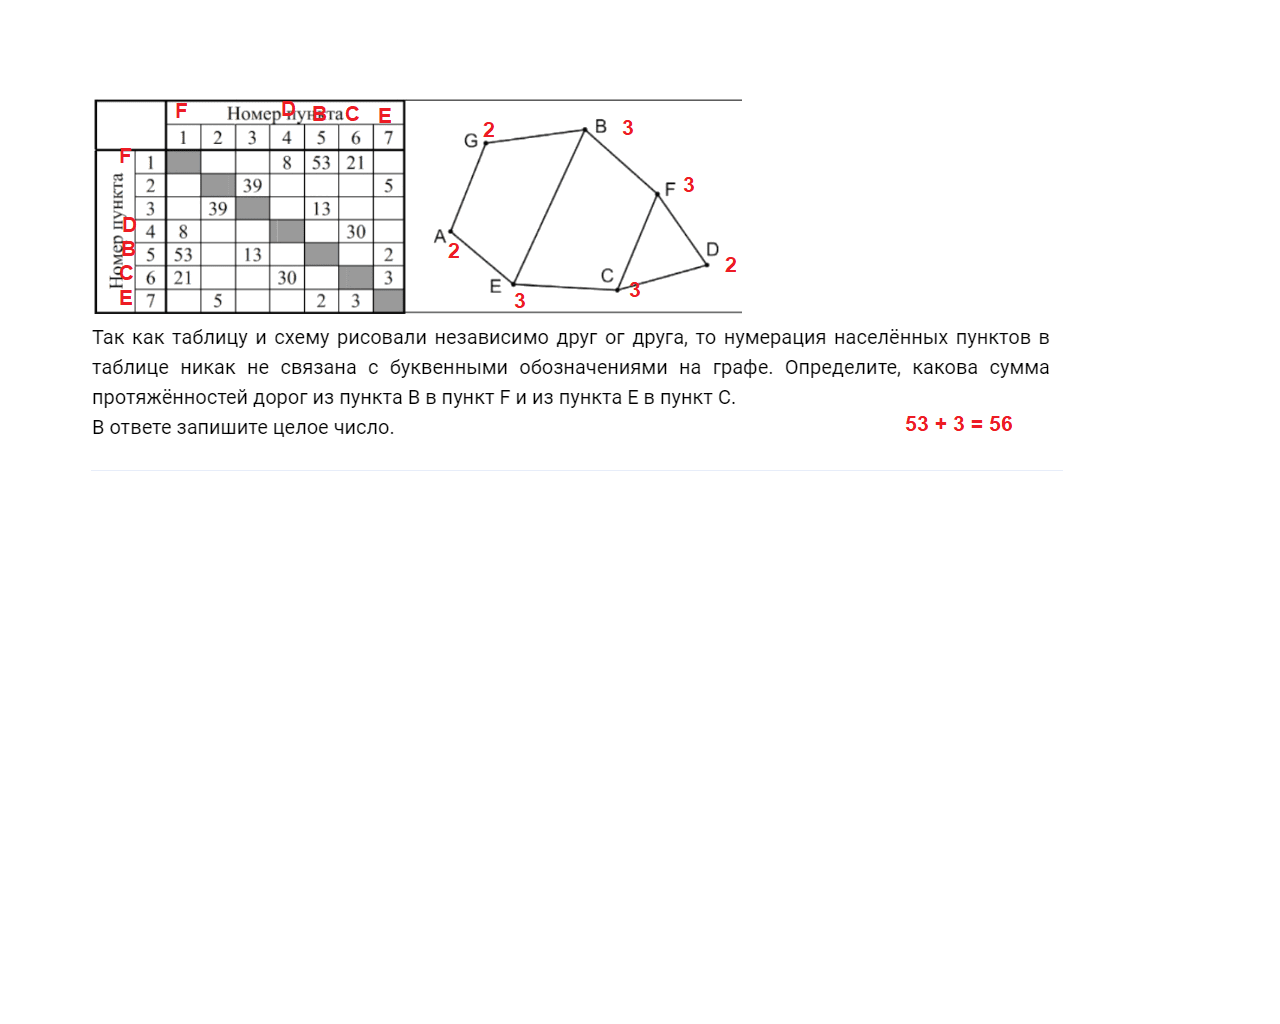 F D B C E
Номер пункта
1 2 3 4 5 6 7
Номер пункта
F 1 8 53 21
2 39 5
3 39 13
D 4 8 30
B 5 53 13 2
C 6 21 30 3
E 7 5 2 3
G 2 B 3
F 3
A 2
D 2
E 3 C 3
Так как таблицу и схему рисовали независимо друг ог друга, то нумерация населённых пунктов в
таблице никак не связана с буквенными обозначениями на графе. Определите, какова сумма
протяжённостей дорог из пункта B в пункт F и из пункта E в пункт C.
В ответе запишите целое число.
53 + 3 = 56